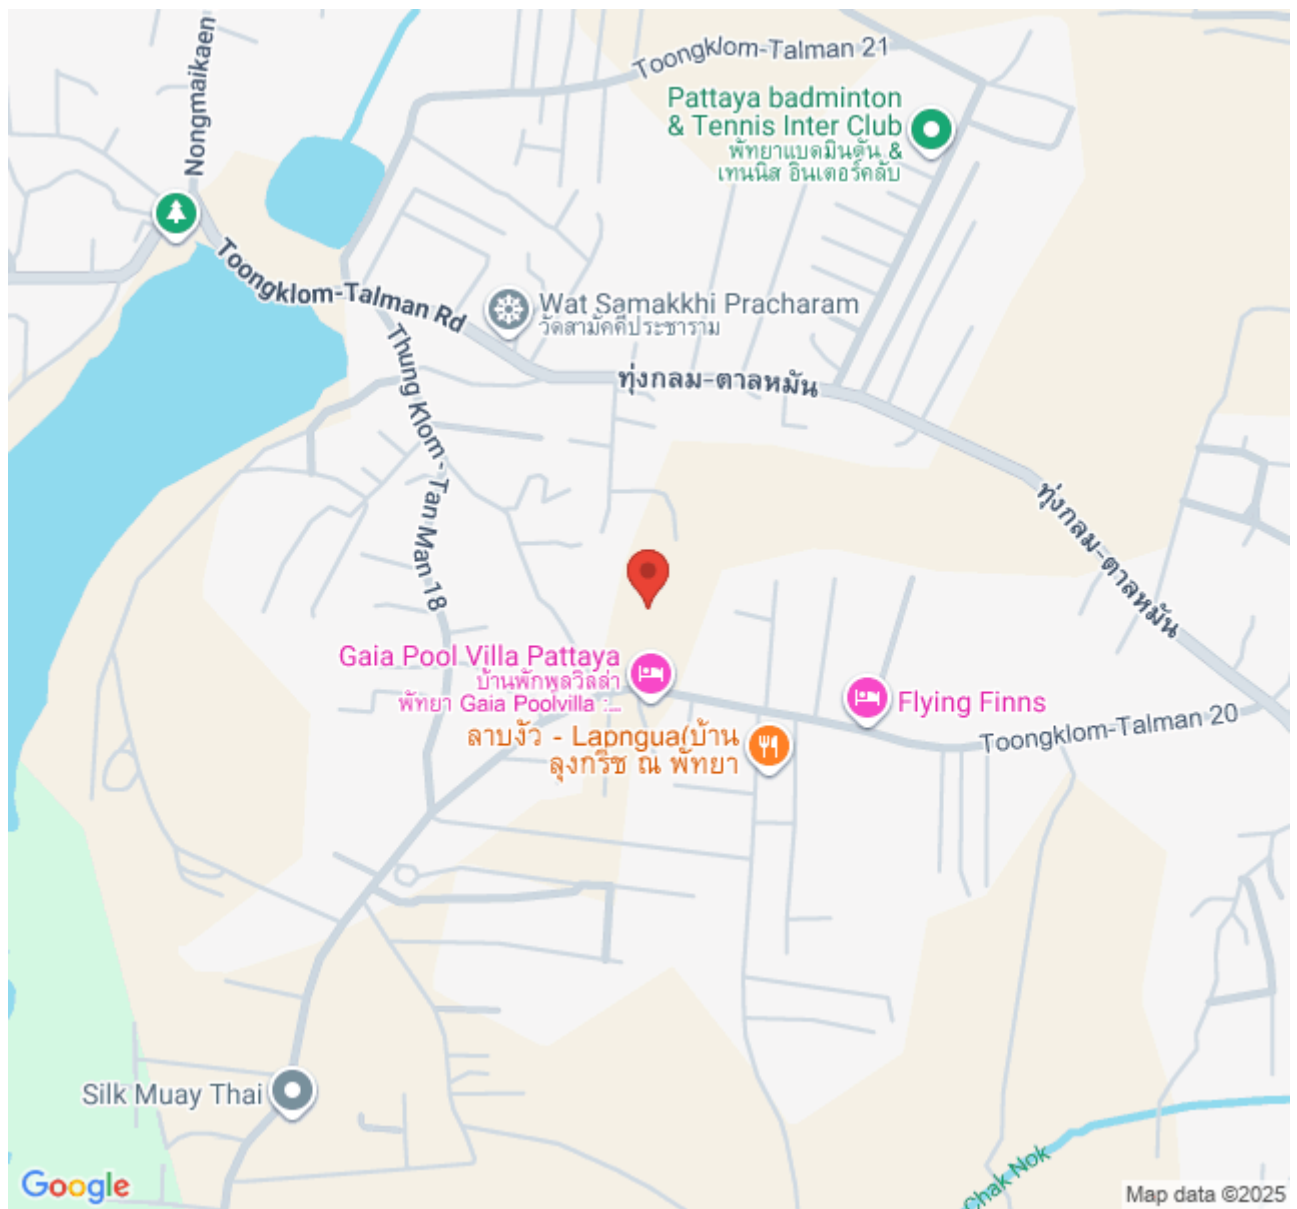 Nongmaikaen
Toongklom-Talman 21
Pattaya badminton
& Tennis Inter Club
พัทยาแบดมินตัน &
เทนนิส อินเตอร์คลับ
Toongklom-Talman Rd
Wat Samakkhi Pracharam
วัดสามัคคีประชาราม
ทุ่งกลม-ตาลหมัน
Thung Klom - Tan Man 18
ทุ่งกลม-ตาลหมัน
Gaia Pool Villa Pattaya
บ้านพักพูลวิลล่า
พัทยา Gaia Poolvilla :...
Flying Finns
ลาบงัว - Lapngua(บ้าน
ลุงกริช ณ พัทยา
Toongklom-Talman 20
Silk Muay Thai
Chak Nok
Google
Map data ©2025